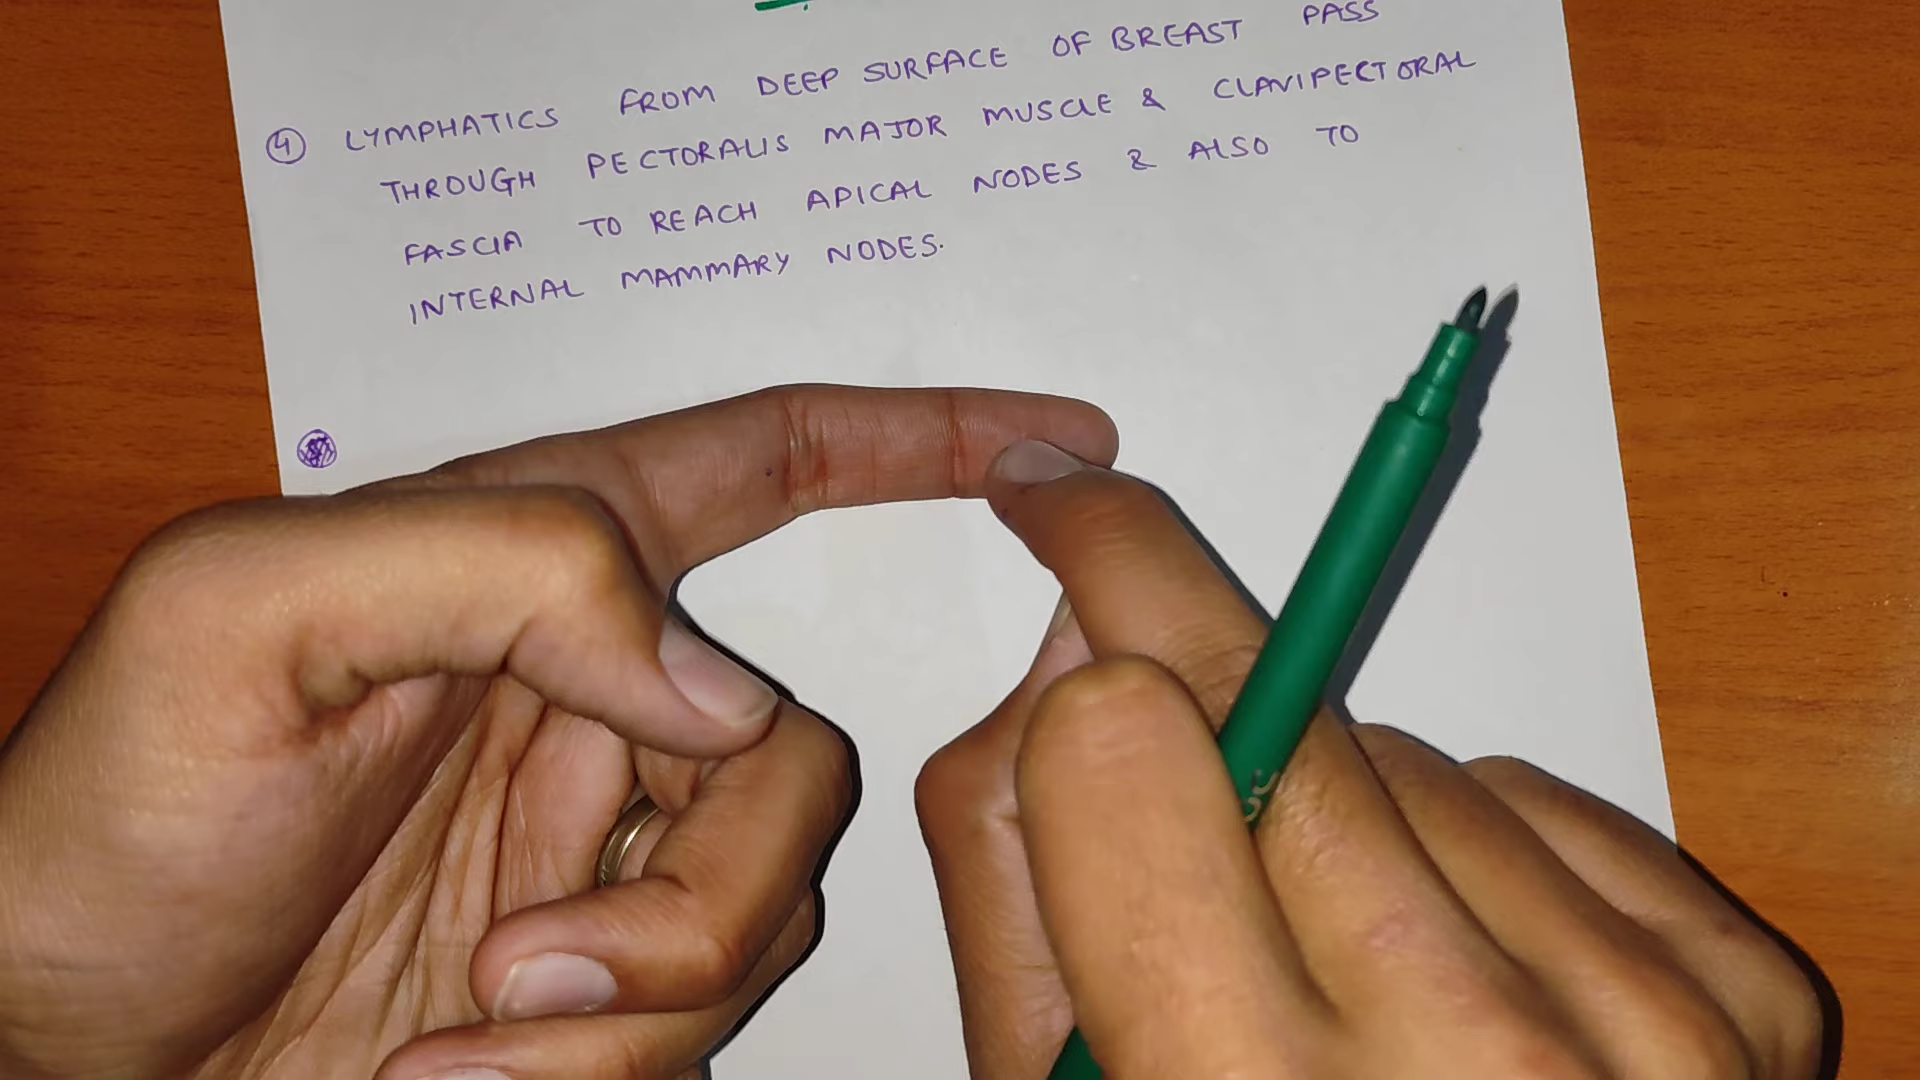 ④ LYMPHATICS FROM DEEP SURFACE OF BREAST PASS
THROUGH PECTORALIS MAJOR MUSCLE & CLAVIPECTORAL
FASCIA TO REACH APICAL NODES & ALSO TO
INTERNAL MAMMARY NODES.